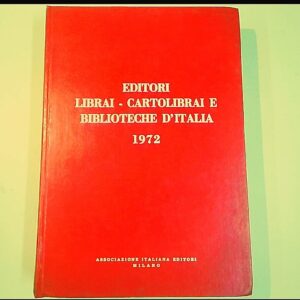 EDITORI
LIBRAI - CARTOLIBRAI E
BIBLIOTECHE D'ITALIA
1972
ASSOCIAZIONE ITALIANA EDITORI
MILANO